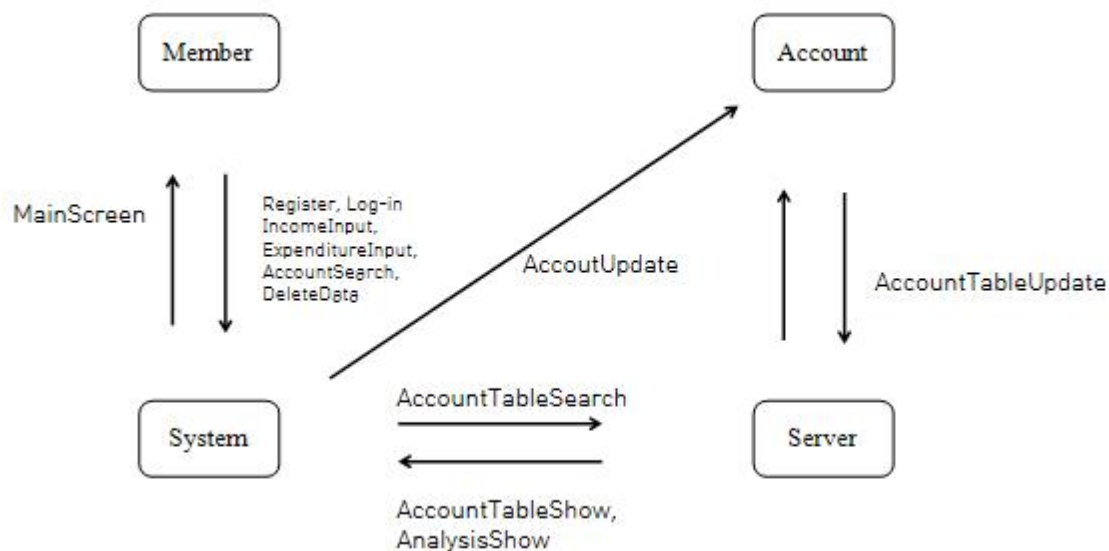 Member
Account
MainScreen
Register, Log-in
IncomeInput,
ExpenditureInput,
AccountSearch,
DeleteData
AccoutUpdate
AccountTableUpdate
AccountTableSearch
System
Server
AccountTableShow,
AnalysisShow